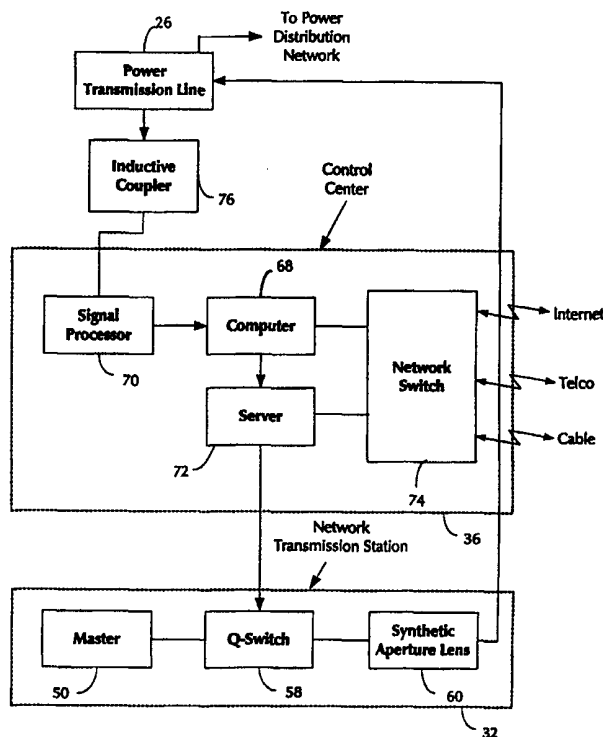 26
To Power
Distribution
Network
Power
Transmission Line
Inductive
Coupler
76
Control
Center
68
Signal
Processor
70
Computer
Network
Switch
74
Internet
Telco
Cable
Server
72
36
Network
Transmission Station
Master
50
Q-Switch
58
Synthetic
Aperture Lens
60
32